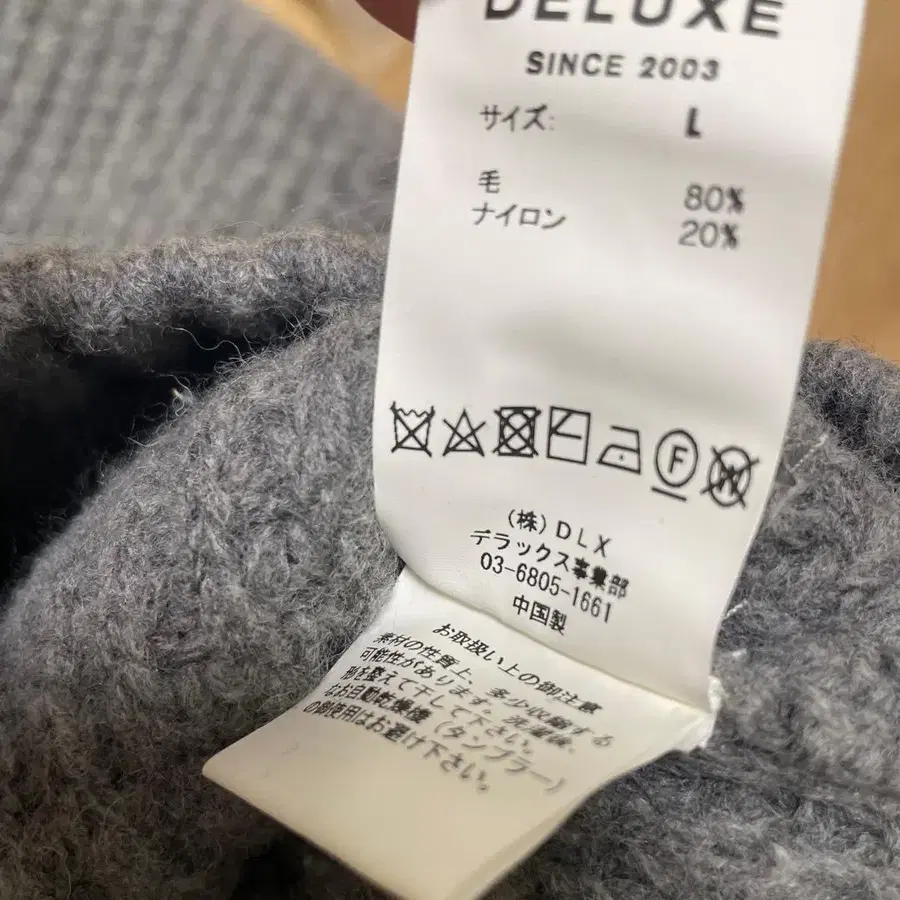 DELUXE
SINCE 2003
サイズ: L
毛 80%
ナイロン 20%
F
W
(株)DLX
デラックス事業部
03-6805-1661
中国製
お取扱い上の御注意
素材の性質上、多少収縮する
可能性があります。洗濯後、
形を整えて干して下さい。
なお自動乾燥機(タンブラー)
の御使用はお避け下さい。